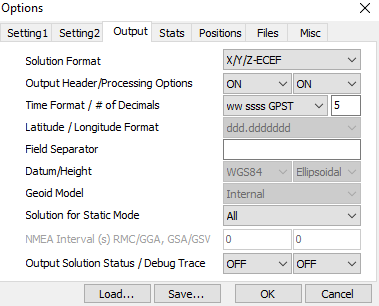 Options
Setting1 Setting2 Output Stats Positions Files Misc
Solution Format X/Y/Z-ECEF
Output Header/Processing Options ON ON
Time Format / # of Decimals ww ssss GPST 5
Latitude / Longitude Format ddd.ddddddd
Field Separator
Datum/Height WGS84 Ellipsoidal
Geoid Model Internal
Solution for Static Mode All
NMEA Interval (s) RMC/GGA, GSA/GSV 0 0
Output Solution Status / Debug Trace OFF OFF
Load... Save... OK Cancel